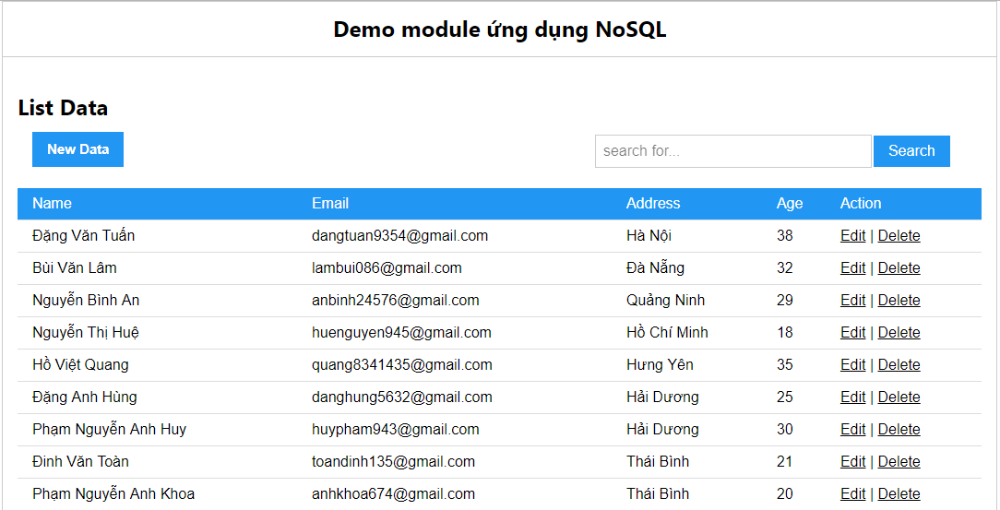 Demo module ứng dụng NoSQL
List Data
New Data search for... Search
Name Email Address Age Action
Đặng Văn Tuấn dangtuan9354@gmail.com Hà Nội 38 Edit | Delete
Bùi Văn Lâm lambui086@gmail.com Đà Nẵng 32 Edit | Delete
Nguyễn Bình An anbinh24576@gmail.com Quảng Ninh 29 Edit | Delete
Nguyễn Thị Huệ huenguyen945@gmail.com Hồ Chí Minh 18 Edit | Delete
Hồ Việt Quang quang8341435@gmail.com Hưng Yên 35 Edit | Delete
Đặng Anh Hùng danghung5632@gmail.com Hải Dương 25 Edit | Delete
Phạm Nguyễn Anh Huy huypham943@gmail.com Hải Dương 30 Edit | Delete
Đinh Văn Toàn toandinh135@gmail.com Thái Bình 21 Edit | Delete
Phạm Nguyễn Anh Khoa anhkhoa674@gmail.com Thái Bình 20 Edit | Delete